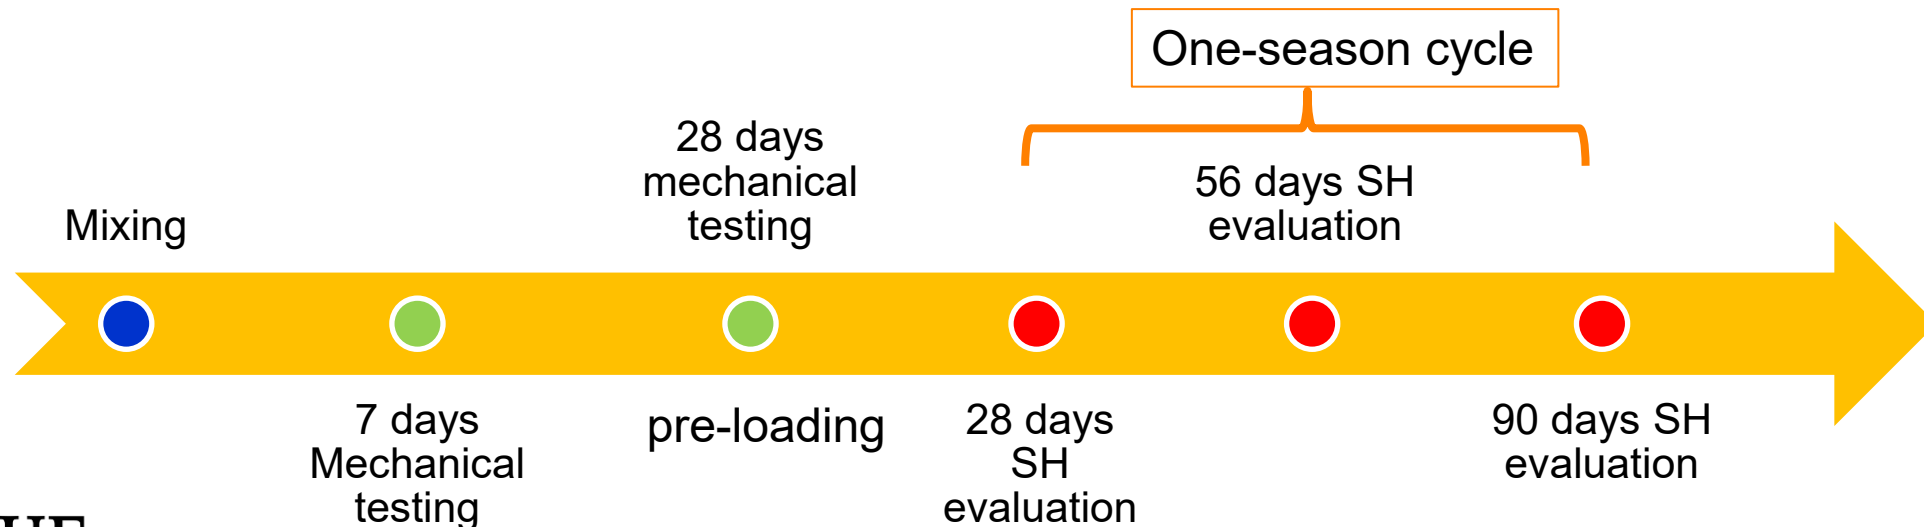 One-season cycle
Mixing
28 days
mechanical
testing
56 days SH
evaluation
7 days
Mechanical
testing
pre-loading
28 days
SH
evaluation
90 days SH
evaluation